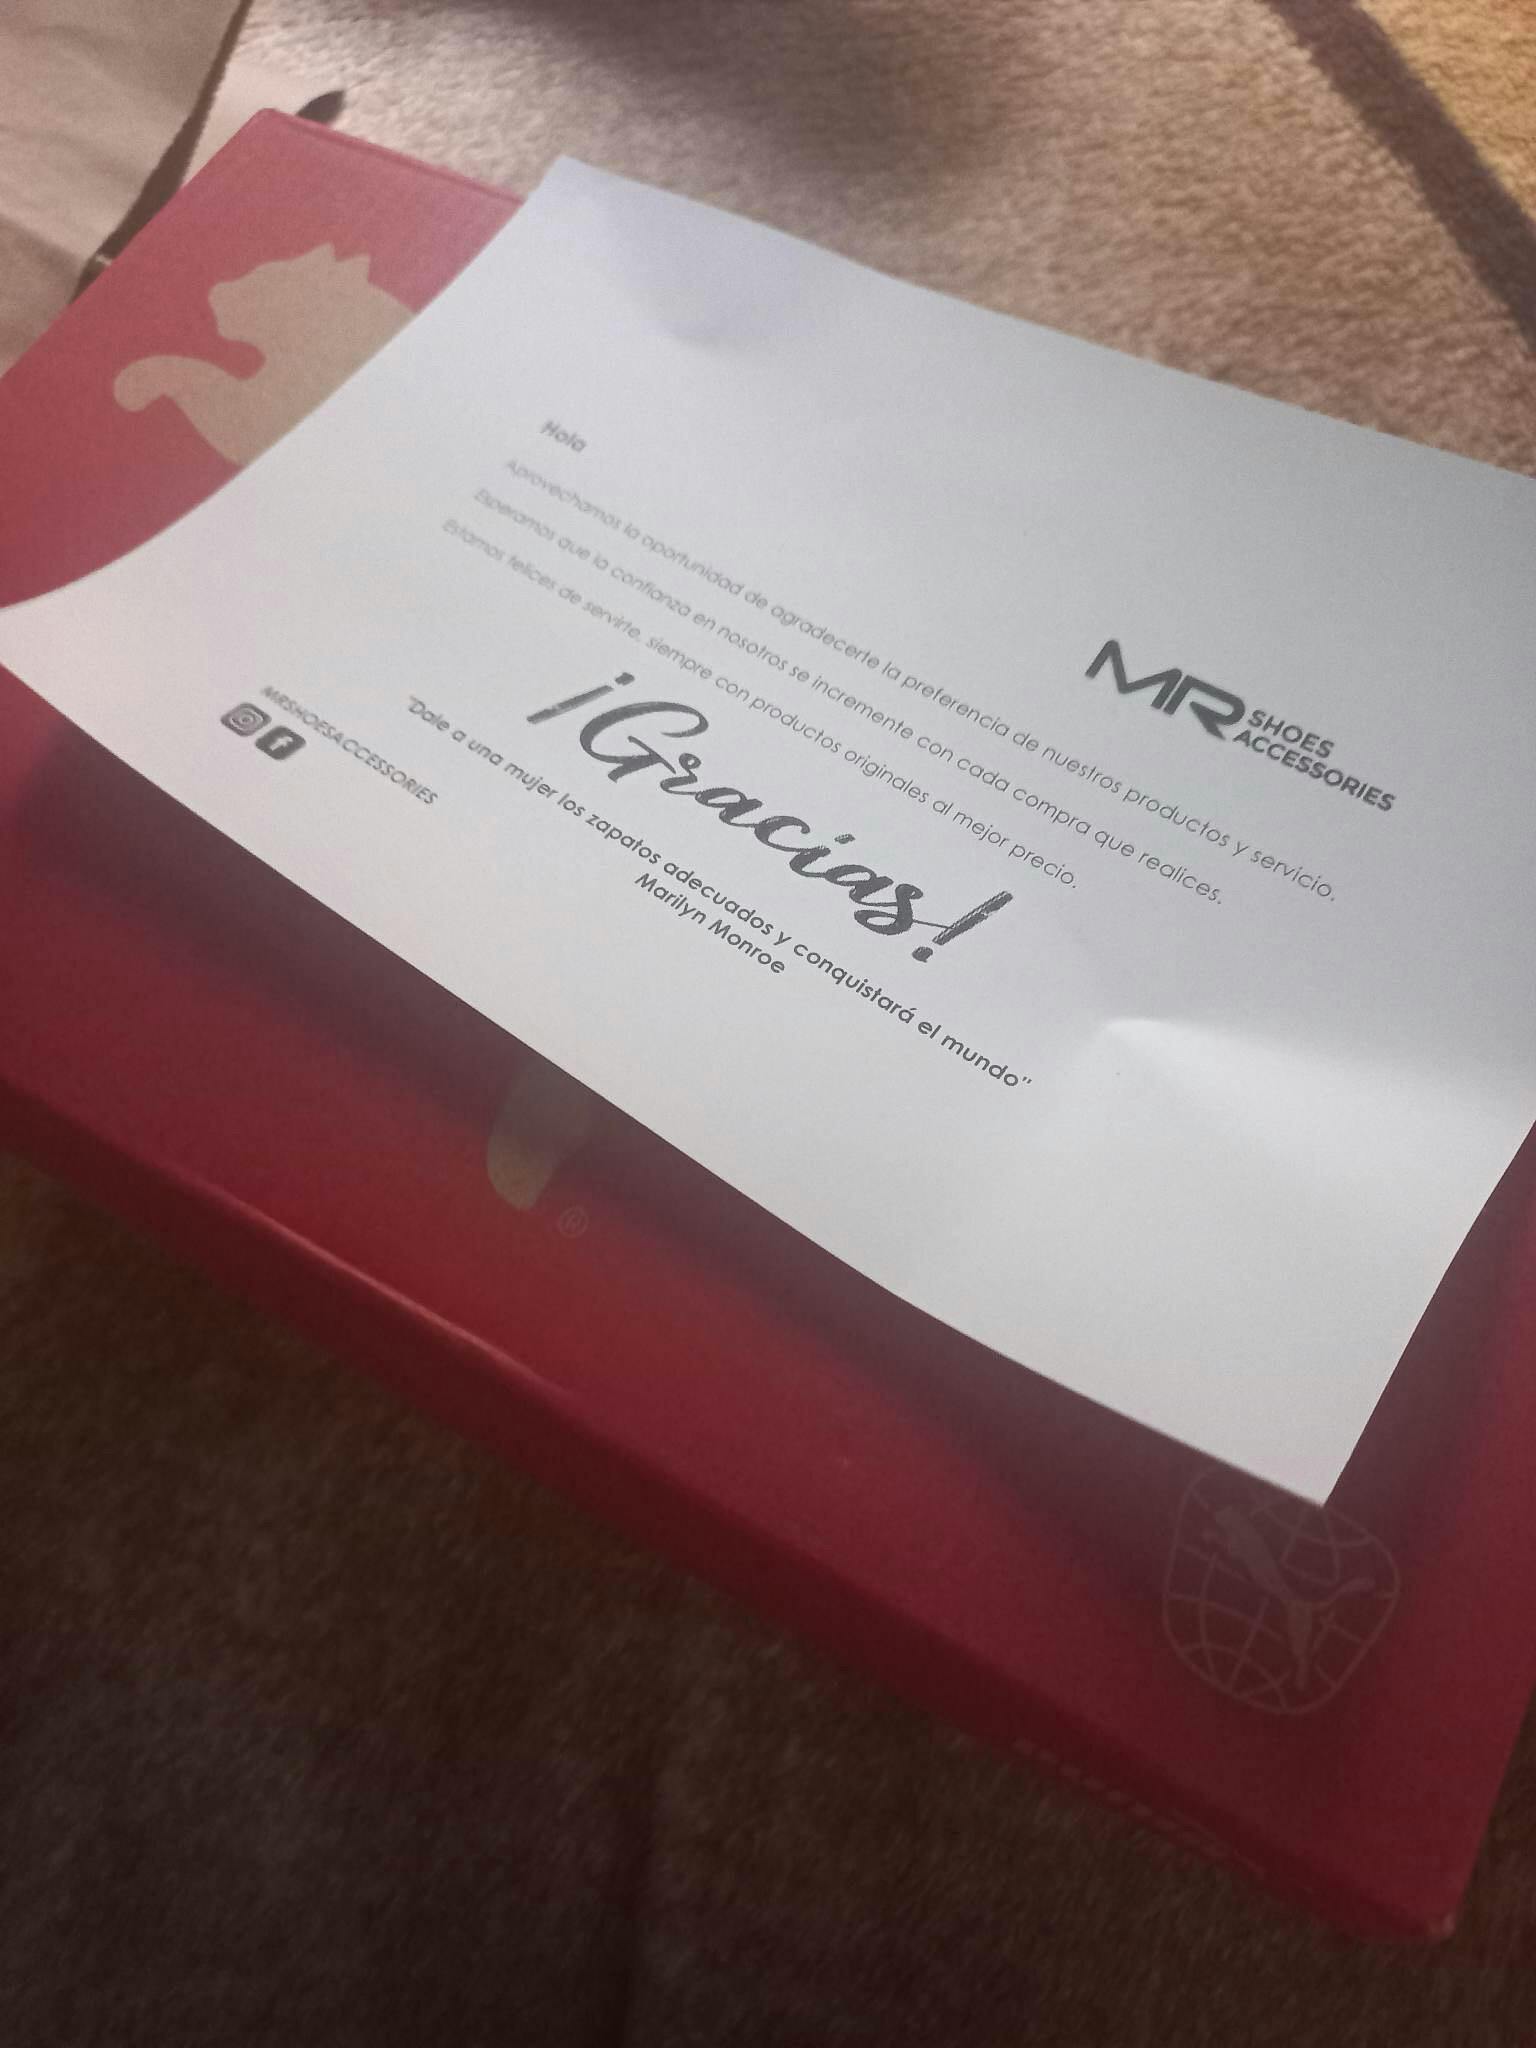 MR SHOES
ACCESSORIES
Hola
Aprovechamos la oportunidad de agradecerte la preferencia de nuestros productos y servicio.
Esperamos que la confianza en nosotros se incremente con cada compra que realices.
Estamos felices de servirte, siempre con productos originales al mejor precio.
¡Gracias!
"Dale a una mujer los zapatos adecuados y conquistará el mundo"
Marilyn Monroe
MRSHOESACCESSORIES
®